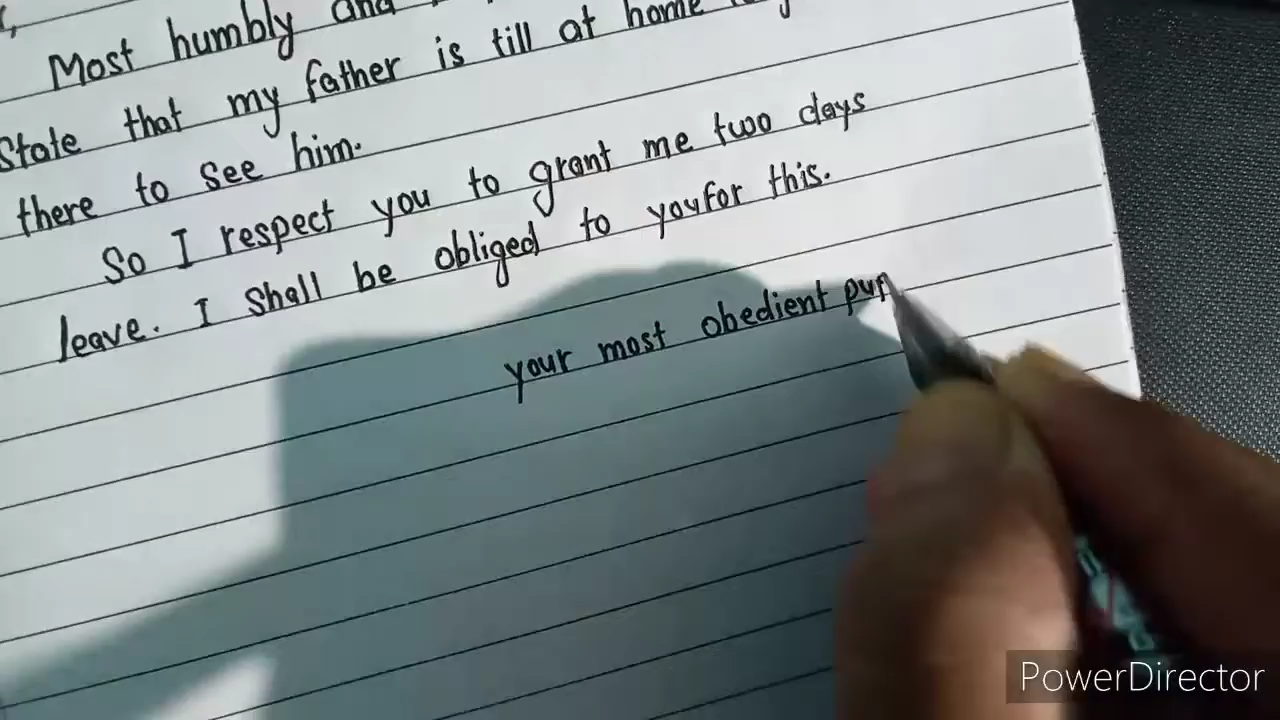 Most humbly and
State that my father is till at home
there to see him.
So I respect you to grant me two days
leave. I shall be obliged to youfor this.
your most obedient pup
PowerDirector